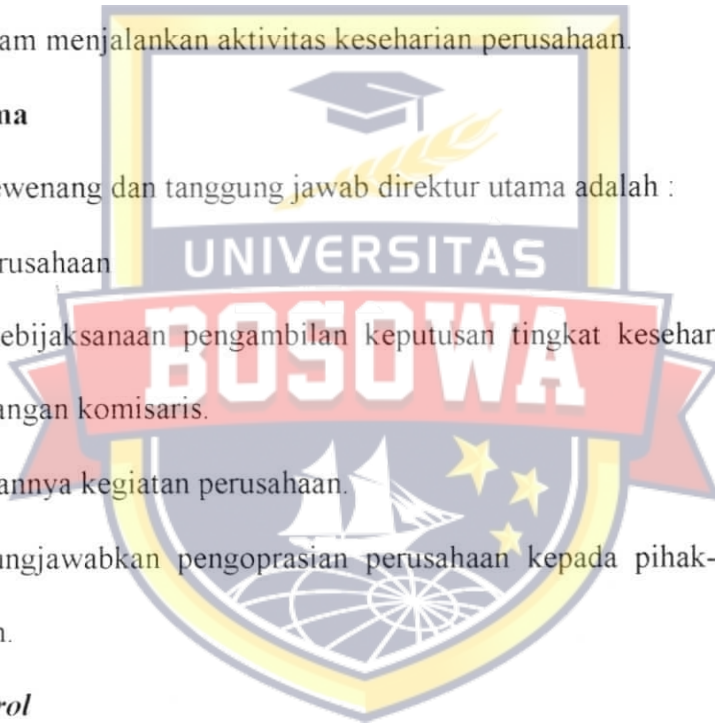 am menjalankan aktivitas keseharian perusahaan.
na
ewenang dan tanggung jawab direktur utama adalah :
rusahaan
UNIVERSITAS
ebijaksanaan pengambilan keputusan tingkat kesehar
BOSOWA
angan komisaris.
annya kegiatan perusahaan.
ungjawabkan pengoprasian perusahaan kepada pihak-
n.
rol